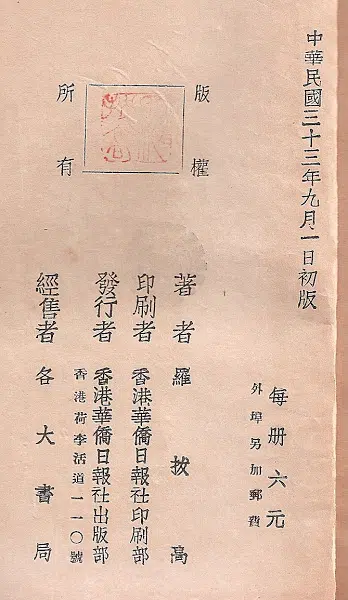 中華民國三十三年九月一日初版
每册六元
外埠另加郵費
版權
所有
著者 羅拔高
印刷者 香港華僑日報社印刷部
發行者 香港華僑日報社出版部
香港荷李活道一一〇號
經售者 各大書局